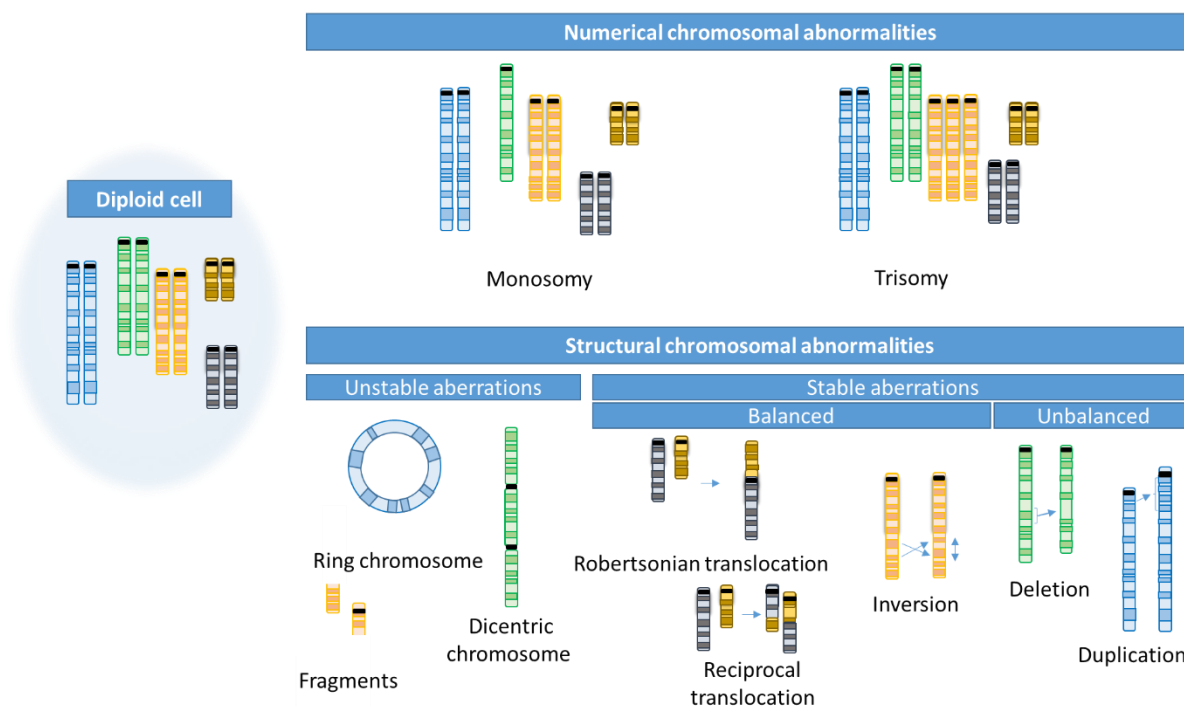 Numerical chromosomal abnormalities
Diploid cell
Monosomy
Trisomy
Structural chromosomal abnormalities
Unstable aberrations
Stable aberrations
Balanced
Unbalanced
Ring chromosome
Fragments
Dicentric
chromosome
Robertsonian translocation
Reciprocal
translocation
Inversion
Deletion
Duplication